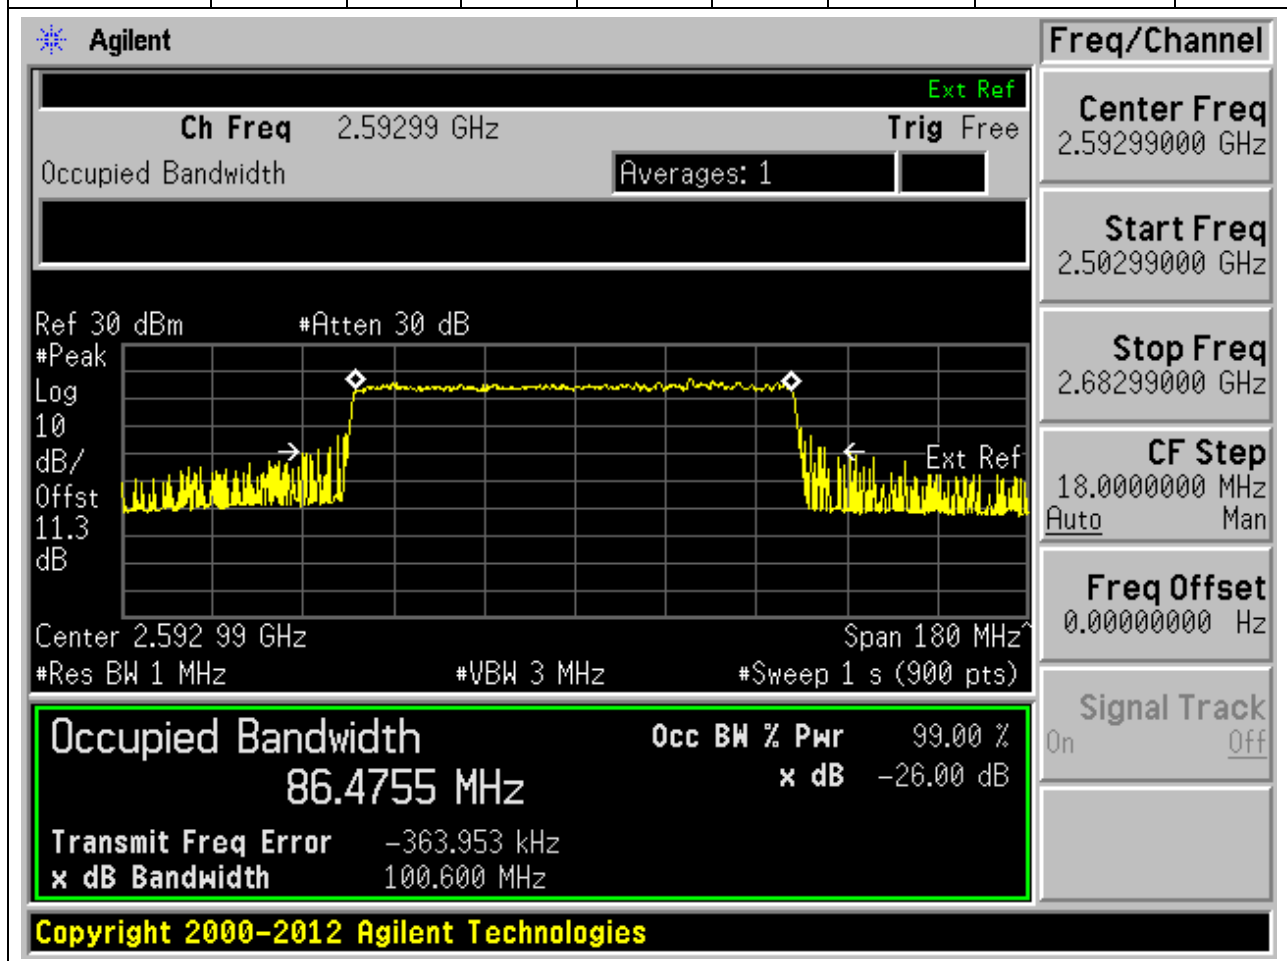 Agilent
Freq/Channel
Ext Ref
Ch Freq 2.59299 GHz Trig Free
Occupied Bandwidth Averages: 1
Center Freq
2.59299000 GHz
Start Freq
2.50299000 GHz
Ref 30 dBm #Atten 30 dB
#Peak
Log
10
dB/
Offst
11.3
dB
Ext Ref
Stop Freq
2.68299000 GHz
CF Step
18.0000000 MHz
Auto Man
Freq Offset
0.00000000 Hz
Center 2.592 99 GHz Span 180 MHz^
#Res BW 1 MHz #VBW 3 MHz #Sweep 1 s (900 pts)
Signal Track
On Off
Occupied Bandwidth
86.4755 MHz
Occ BW % Pwr 99.00 %
x dB -26.00 dB
Transmit Freq Error -363.953 kHz
x dB Bandwidth 100.600 MHz
Copyright 2000-2012 Agilent Technologies